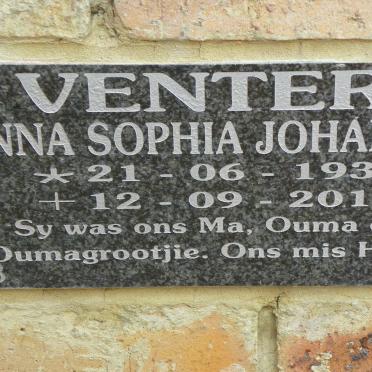 VENTER
NNA SOPHIA JOHA
* 21 - 06 - 193
+ 12 - 09 - 201
Sy was ons Ma, Ouma
Oumagrootjie. Ons mis H